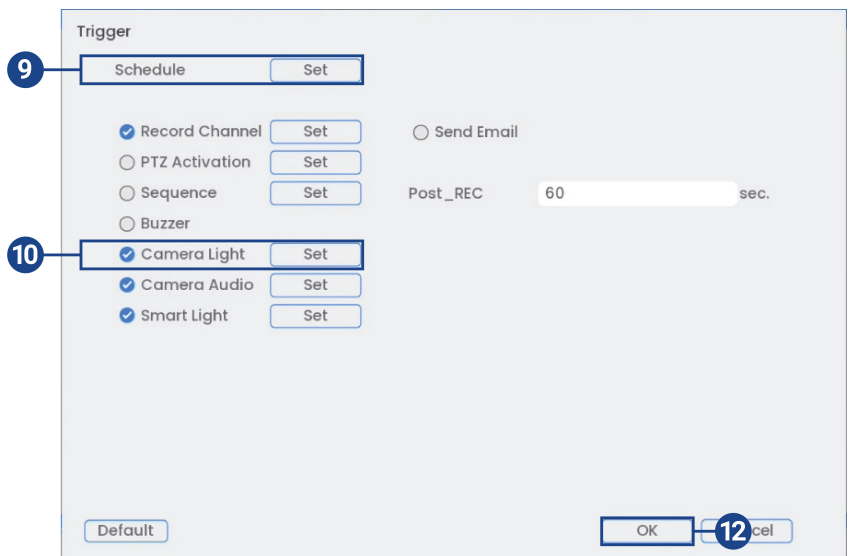 Trigger
9 Schedule Set
Record Channel Set Send Email
PTZ Activation Set
Sequence Set Post_REC 60 sec.
Buzzer
10 Camera Light Set
Camera Audio Set
Smart Light Set
Default OK 12 cel